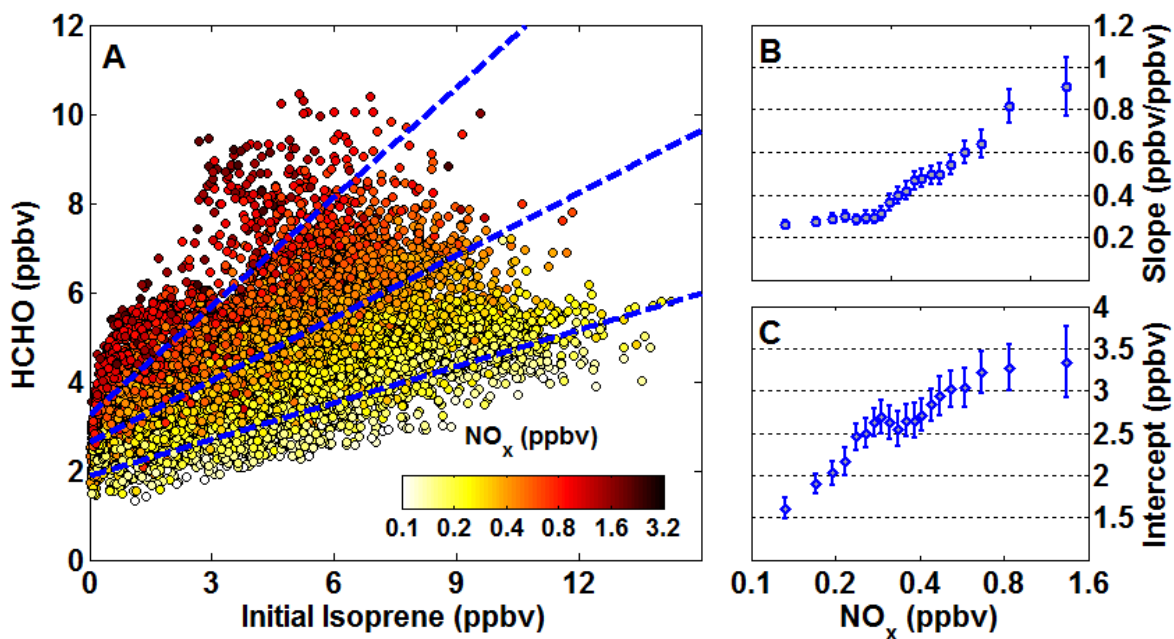 A
HCHO (ppbv)
12
10
8
6
4
2
0
0 3 6 9 12
Initial Isoprene (ppbv)
NOx (ppbv)
0.1 0.2 0.4 0.8 1.6 3.2
B
1.2
1
0.8
0.6
0.4
0.2
Slope (ppbv/ppbv)
C
4
3.5
3
2.5
2
1.5
Intercept (ppbv)
0.1 0.2 0.4 0.8 1.6
NOx (ppbv)